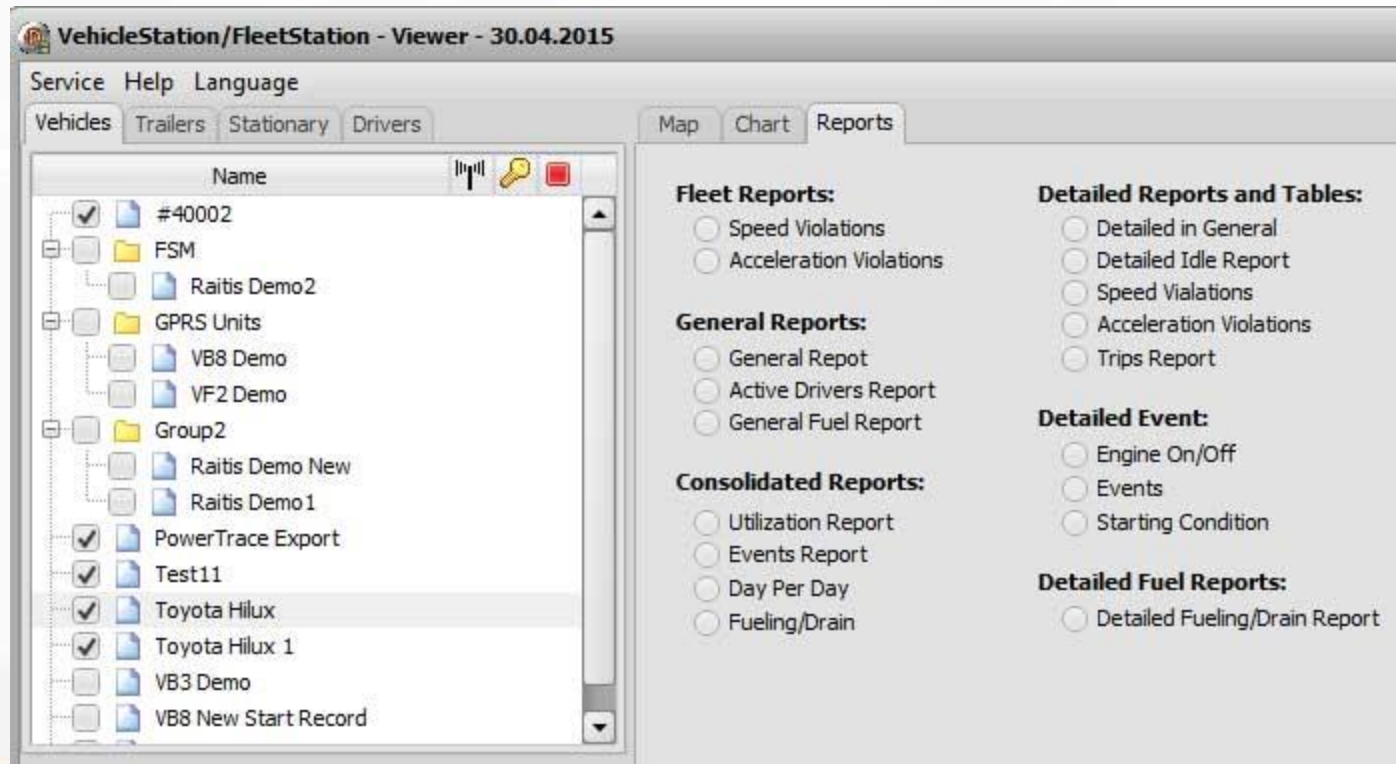 VehicleStation/FleetStation - Viewer - 30.04.2015
Service Help Language
Vehicles Trailers Stationary Drivers
Name
#40002
FSM
Raitis Demo2
GPRS Units
VB8 Demo
VF2 Demo
Group2
Raitis Demo New
Raitis Demo1
PowerTrace Export
Test11
Toyota Hilux
Toyota Hilux 1
VB3 Demo
VB8 New Start Record
Map Chart Reports
Fleet Reports:
Speed Violations
Acceleration Violations
General Reports:
General Repot
Active Drivers Report
General Fuel Report
Consolidated Reports:
Utilization Report
Events Report
Day Per Day
Fueling/Drain
Detailed Reports and Tables:
Detailed in General
Detailed Idle Report
Speed Vialations
Acceleration Violations
Trips Report
Detailed Event:
Engine On/Off
Events
Starting Condition
Detailed Fuel Reports:
Detailed Fueling/Drain Report